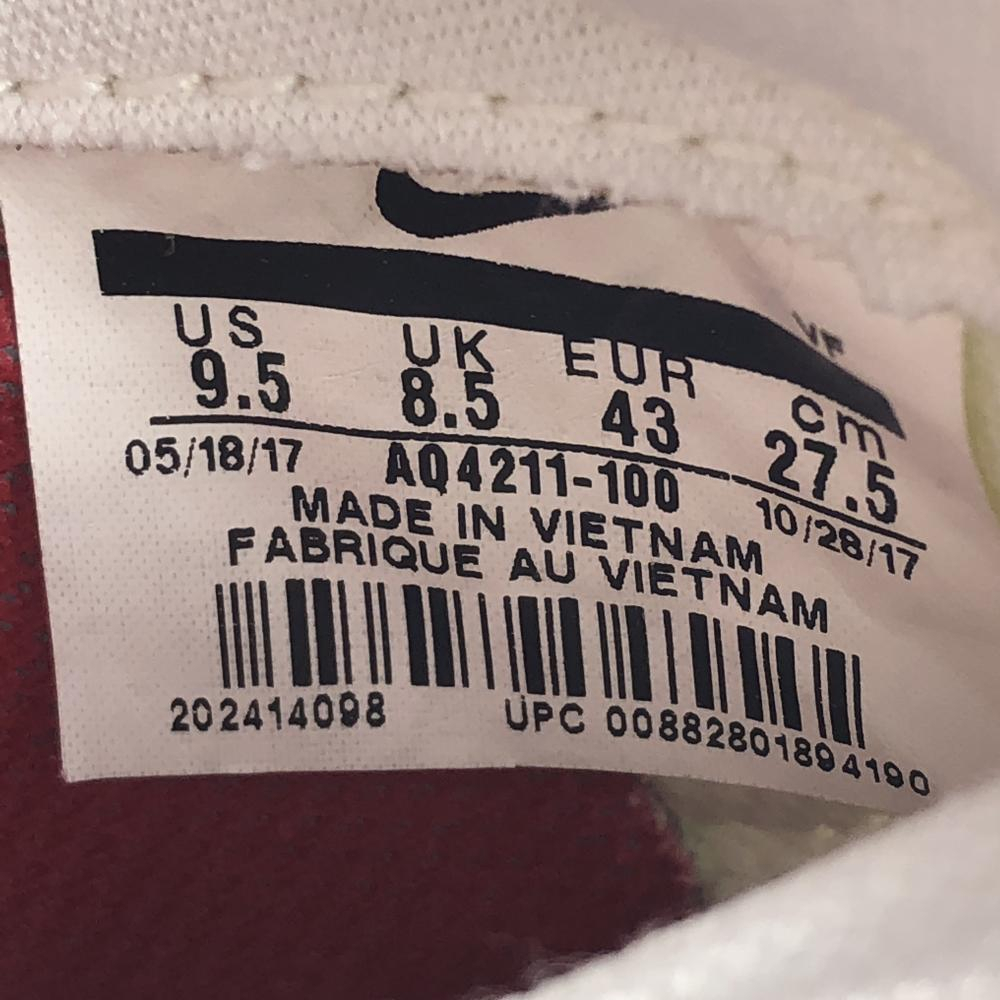 VF
US UK EUR cm
9.5 8.5 43 27.5
05/18/17 AQ4211-100 10/28/17
MADE IN VIETNAM
FABRIQUE AU VIETNAM
202414098 UPC 00882801894190